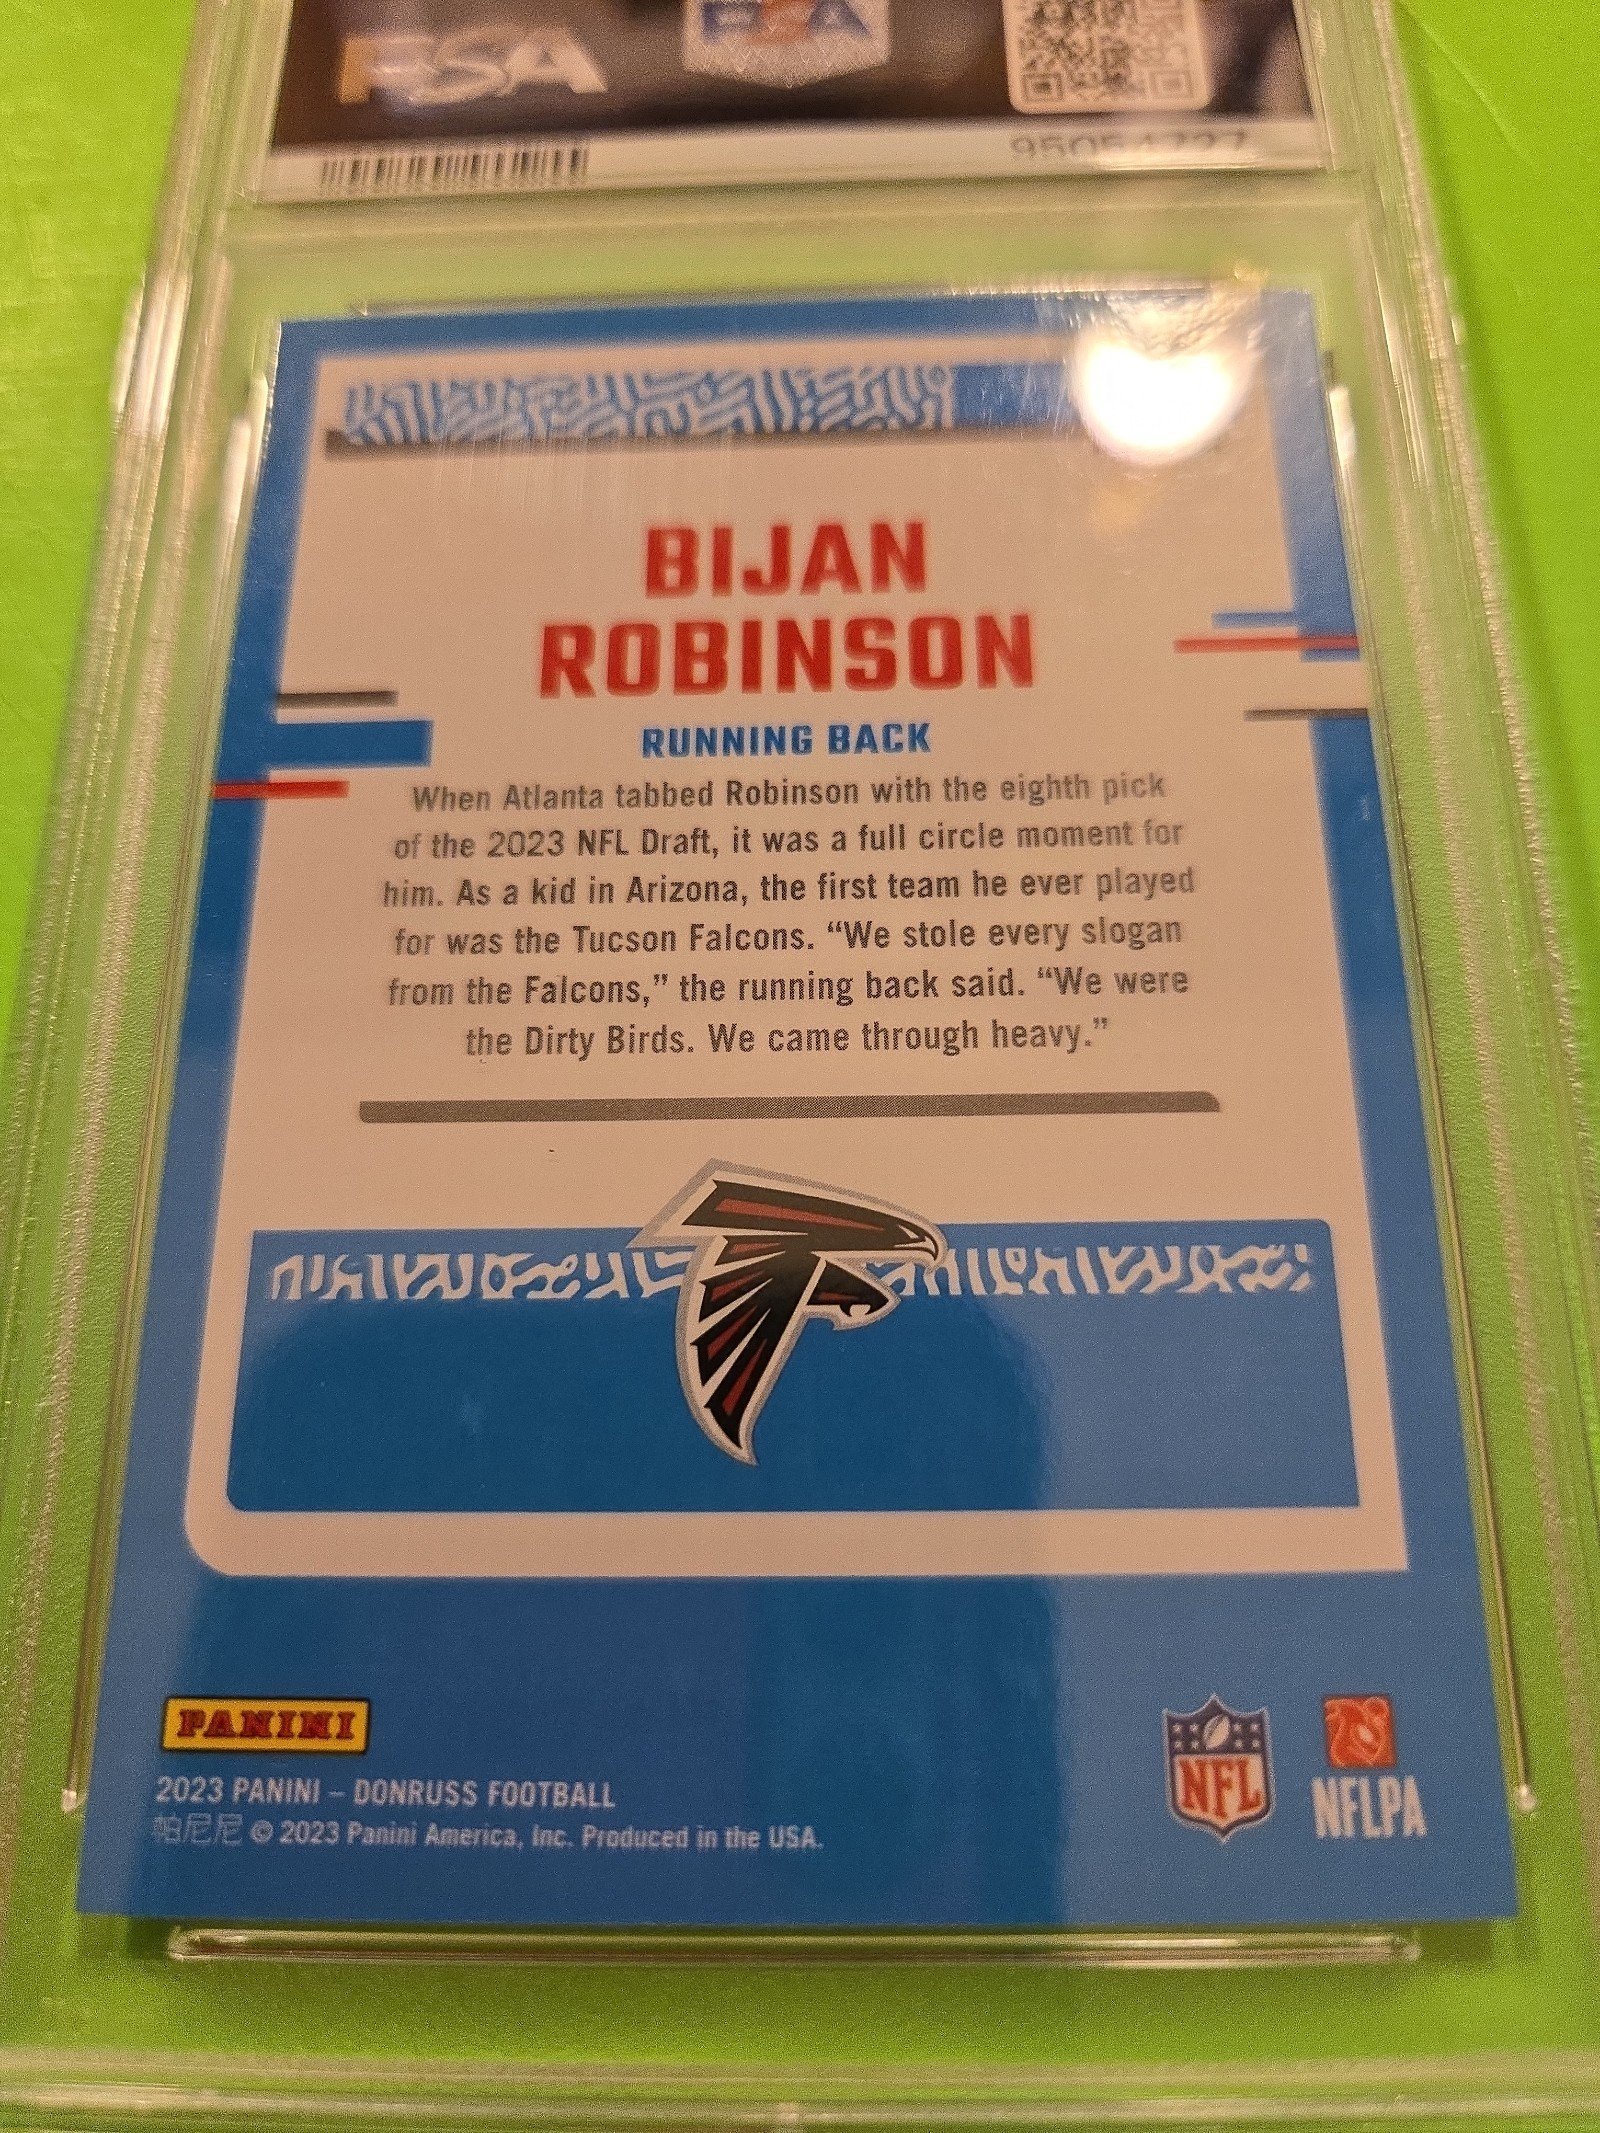 PSA
PSA
95054727
BIJAN
ROBINSON
RUNNING BACK
When Atlanta tabbed Robinson with the eighth pick
of the 2023 NFL Draft, it was a full circle moment for
him. As a kid in Arizona, the first team he ever played
for was the Tucson Falcons. “We stole every slogan
from the Falcons,” the running back said. “We were
the Dirty Birds. We came through heavy.”
PANINI
2023 PANINI – DONRUSS FOOTBALL
帕尼尼 © 2023 Panini America, Inc. Produced in the USA.
NFL
NFLPA